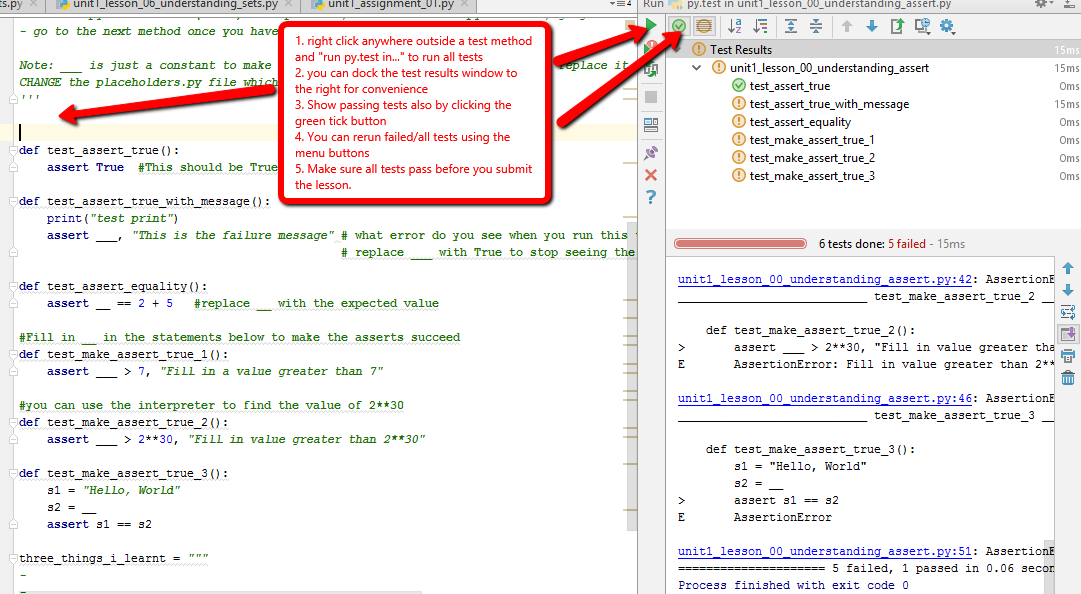 unit1_lesson_06_understanding_sets.py
unit1_assignment_01.py
4
Run
py.test in unit1_lesson_00_understanding_assert.py
- go to the next method once you have
Note: ___ is just a constant to make
place it
CHANGE the placeholders.py file which
'''
1. right click anywhere outside a test method
and "run py.test in..." to run all tests
2. you can dock the test results window to
the right for convenience
3. Show passing tests also by clicking the
green tick button
4. You can rerun failed/all tests using the
menu buttons
5. Make sure all tests pass before you submit
the lesson.
def test_assert_true():
assert True  #This should be True
def test_assert_true_with_message():
print("test print")
assert ___, "This is the failure message" # what error do you see when you run this
# replace ___ with True to stop seeing the
def test_assert_equality():
assert __ == 2 + 5   #replace __ with the expected value
#Fill in __ in the statements below to make the asserts succeed
def test_make_assert_true_1():
assert ___ > 7, "Fill in a value greater than 7"
#you can use the interpreter to find the value of 2**30
def test_make_assert_true_2():
assert ___ > 2**30, "Fill in value greater than 2**30"
def test_make_assert_true_3():
s1 = "Hello, World"
s2 = __
assert s1 == s2
three_things_i_learnt = """
-
Test Results 15ms
unit1_lesson_00_understanding_assert 15ms
test_assert_true 0ms
test_assert_true_with_message 15ms
test_assert_equality 0ms
test_make_assert_true_1 0ms
test_make_assert_true_2 0ms
test_make_assert_true_3 0ms
6 tests done: 5 failed - 15ms
unit1_lesson_00_understanding_assert.py:42: AssertionE
___________________________ test_make_assert_true_2 __
def test_make_assert_true_2():
> assert ___ > 2**30, "Fill in value greater tha
E AssertionError: Fill in value greater than 2**
unit1_lesson_00_understanding_assert.py:46: AssertionE
___________________________ test_make_assert_true_3 __
def test_make_assert_true_3():
s1 = "Hello, World"
s2 = __
> assert s1 == s2
E AssertionError
unit1_lesson_00_understanding_assert.py:51: AssertionE
===================== 5 failed, 1 passed in 0.06 secon
Process finished with exit code 0